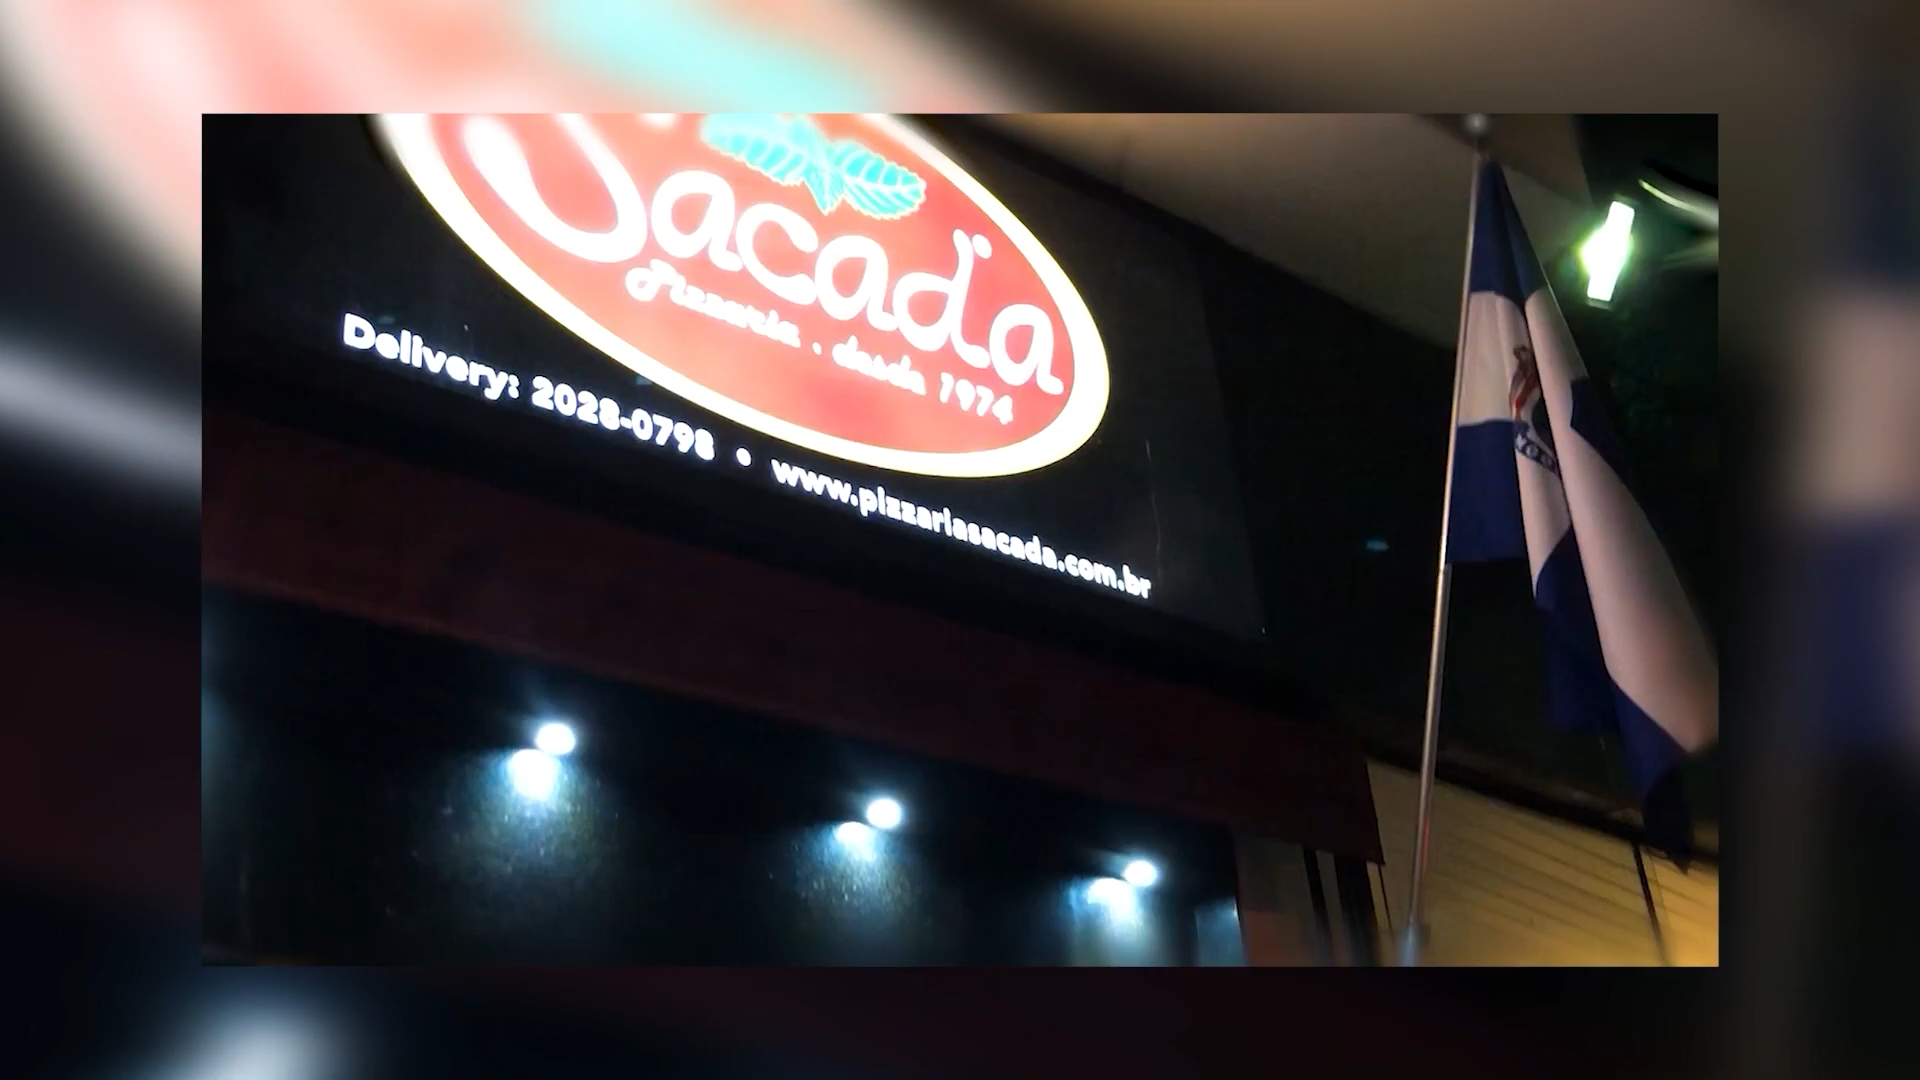 Sacada
Pizzaria . desde 1974
Delivery: 2028-0798 • www.pizzariasacada.com.br